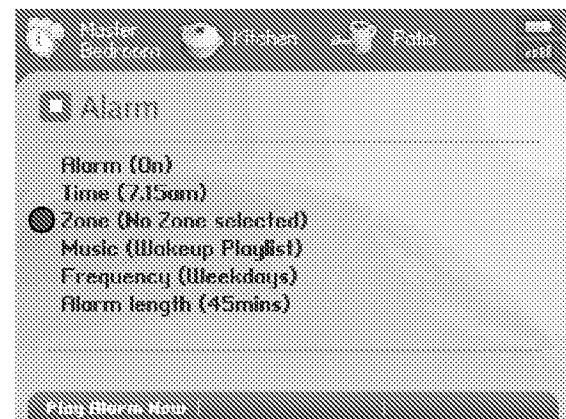 Master
Bedroom
Kitchen
Patio
Alarm
Alarm (On)
Time (7.15am)
Zone (No Zone selected)
Music (Wakeup Playlist)
Frequency (Weekdays)
Alarm length (45mins)
Play Alarm Now